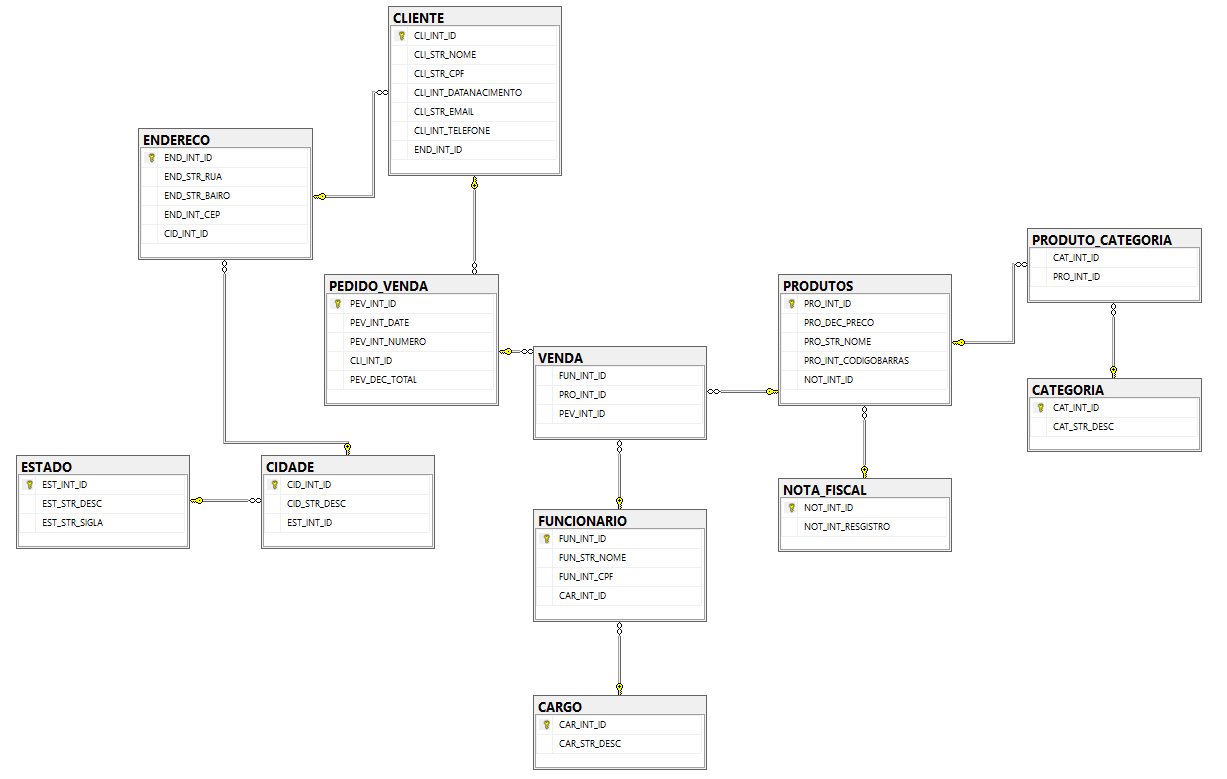 CLIENTE
CLI_INT_ID
CLI_STR_NOME
CLI_STR_CPF
CLI_INT_DATANACIMENTO
CLI_STR_EMAIL
CLI_INT_TELEFONE
END_INT_ID
ENDERECO
END_INT_ID
END_STR_RUA
END_STR_BAIRO
END_INT_CEP
CID_INT_ID
PRODUTO_CATEGORIA
CAT_INT_ID
PRO_INT_ID
PEDIDO_VENDA
PEV_INT_ID
PEV_INT_DATE
PEV_INT_NUMERO
CLI_INT_ID
PEV_DEC_TOTAL
PRODUTOS
PRO_INT_ID
PRO_DEC_PRECO
PRO_STR_NOME
PRO_INT_CODIGOBARRAS
NOT_INT_ID
VENDA
FUN_INT_ID
PRO_INT_ID
PEV_INT_ID
CATEGORIA
CAT_INT_ID
CAT_STR_DESC
ESTADO
EST_INT_ID
EST_STR_DESC
EST_STR_SIGLA
CIDADE
CID_INT_ID
CID_STR_DESC
EST_INT_ID
NOTA_FISCAL
NOT_INT_ID
NOT_INT_RESGISTRO
FUNCIONARIO
FUN_INT_ID
FUN_STR_NOME
FUN_INT_CPF
CAR_INT_ID
CARGO
CAR_INT_ID
CAR_STR_DESC